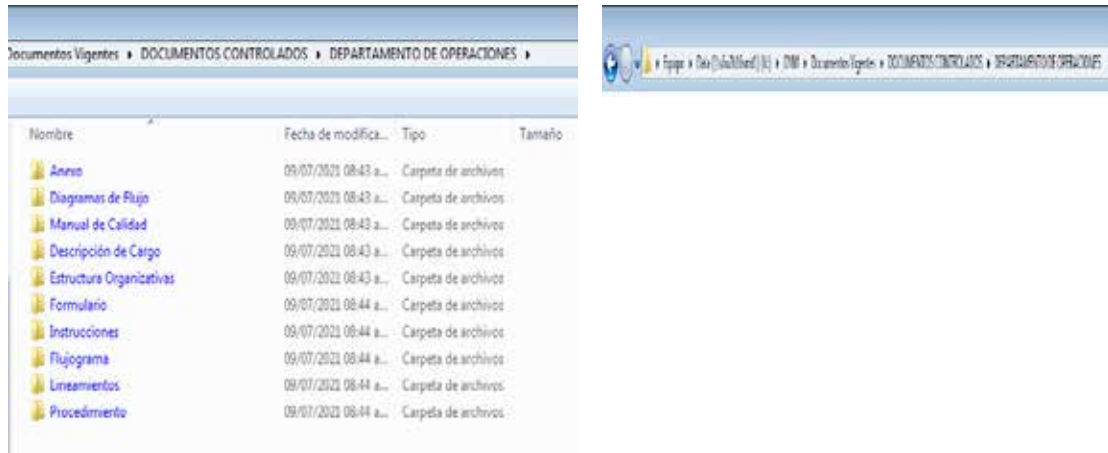 Documentos Vigentes ▸ DOCUMENTOS CONTROLADOS ▸ DEPARTAMENTO DE OPERACIONES ▸
Nombre Fecha de modifica... Tipo Tamaño
Anexo 09/07/2021 08:43 a... Carpeta de archivos
Diagramas de Flujo 09/07/2021 08:43 a... Carpeta de archivos
Manual de Calidad 09/07/2021 08:43 a... Carpeta de archivos
Descripción de Cargo 09/07/2021 08:43 a... Carpeta de archivos
Estructura Organizativas 09/07/2021 08:43 a... Carpeta de archivos
Formulario 09/07/2021 08:44 a... Carpeta de archivos
Instrucciones 09/07/2021 08:44 a... Carpeta de archivos
Flujograma 09/07/2021 08:44 a... Carpeta de archivos
Lineamientos 09/07/2021 08:44 a... Carpeta de archivos
Procedimiento 09/07/2021 08:44 a... Carpeta de archivos
▸ Equipo ▸ Data ▸ Documentos Vigentes ▸ DOCUMENTOS CONTROLADOS ▸ DEPARTAMENTO DE OPERACIONES